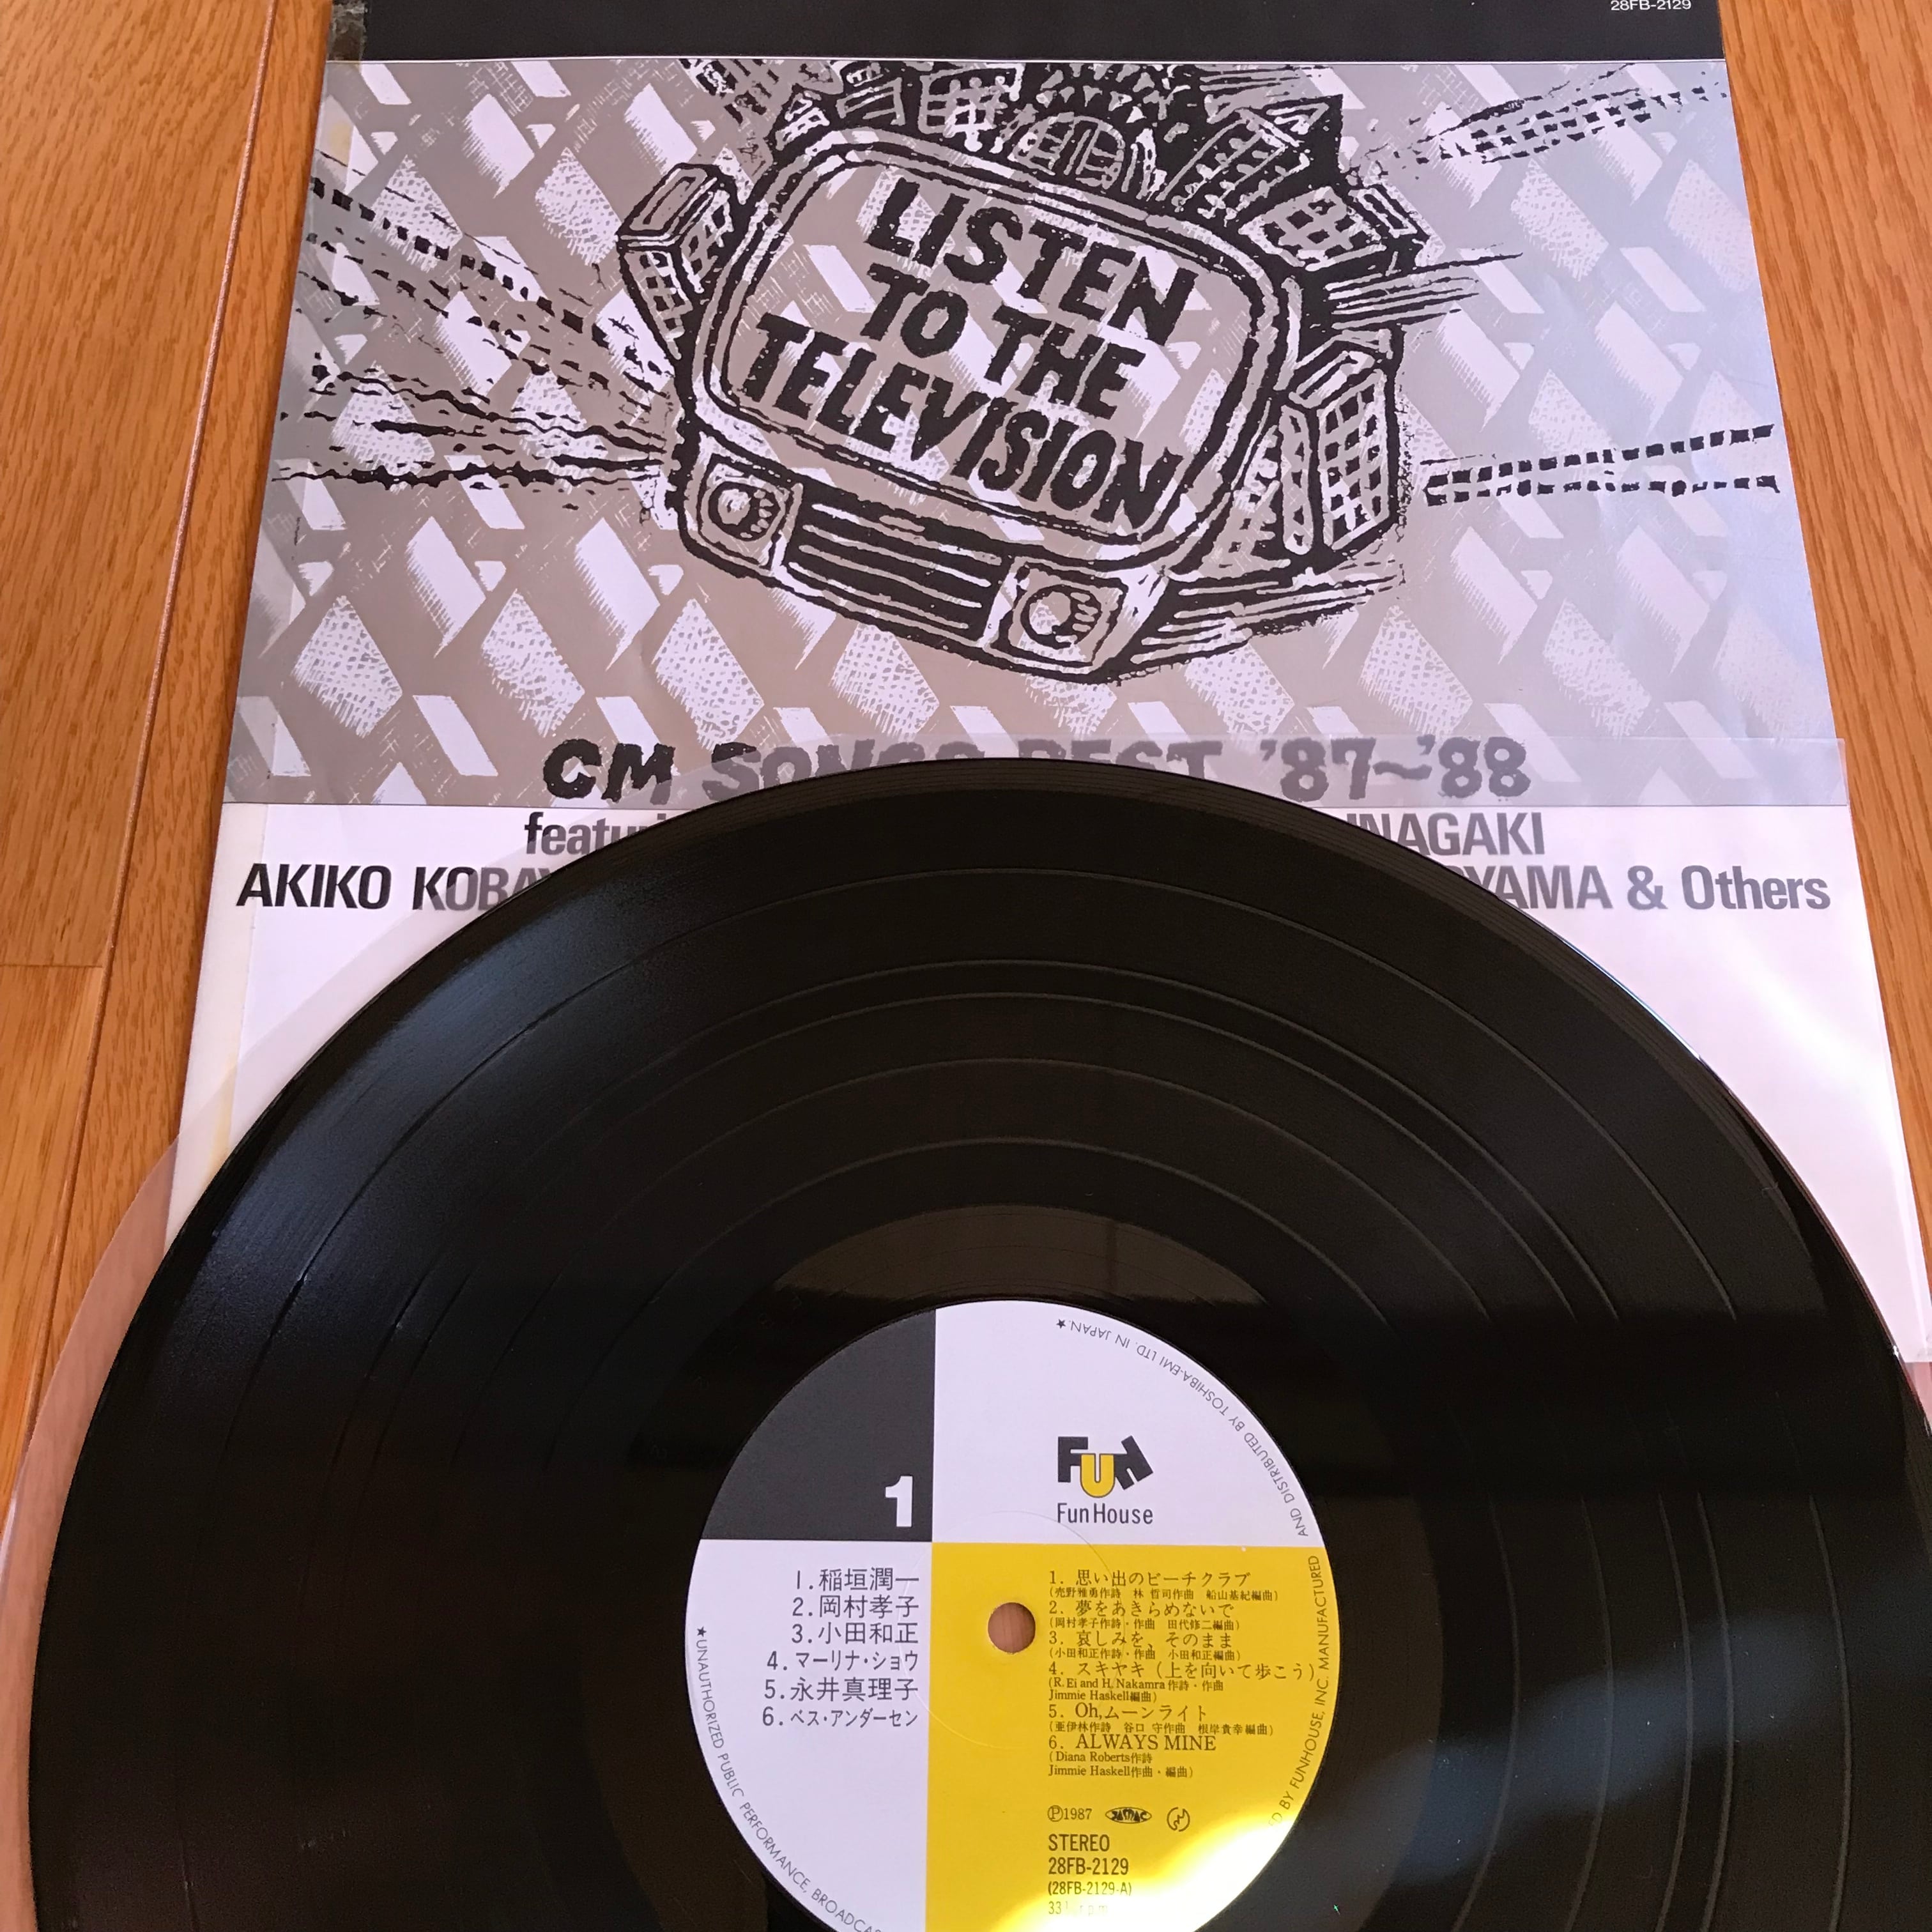 28FB-2129
LISTEN
TO THE
TELEVISION
CM SONGS BEST '87~'88
INAGAKI
AKIKO & Others
1
FUN
Fun House
1.稲垣潤一
2.岡村孝子
3.小田和正
4.マーリナ・ショウ
5.永井真理子
6.ベス・アンダーセン
1. 思い出のビーチクラブ
(売野雅勇作詩 林 哲司作曲 船山基紀編曲)
2. 夢をあきらめないで
(岡村孝子作詩・作曲 田代修二編曲)
3. 哀しみを、そのまま
(小田和正作詩・作曲 小田和正編曲)
4. スキヤキ (上を向いて歩こう)
(R. Ei and H. Nakamra 作詩・作曲
Jimmie Haskell編曲)
5. Oh,ムーンライト
(亜伊林作詩 谷口 守作曲 根岸貴幸編曲)
6. ALWAYS MINE
(Diana Roberts作詩
Jimmie Haskell作曲・編曲)
Ⓟ1987
STEREO
28FB-2129
(28FB-2129-A)
★UNAUTHORIZED PUBLIC PERFORMANCE, BROADCA
BY FUNHOUSE, INC. MANUFACTURED
AND DISTRIBUTED BY TOSHIBA-EMI LTD. IN JAPAN.★